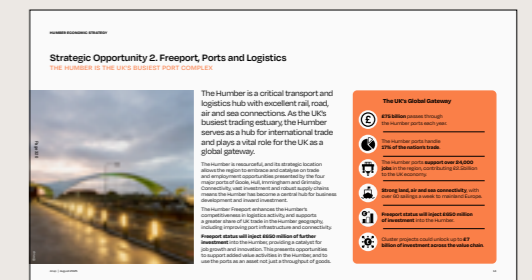 HUMBER ECONOMIC STRATEGY
Strategic Opportunity 2. Freeport, Ports and Logistics
THE HUMBER IS THE UK'S BUSIEST PORT COMPLEX
The Humber is a critical transport and
logistics hub with excellent rail, road,
air and sea connections. As the UK's
busiest trading estuary, the Humber
serves as a hub for international trade
and plays a vital role for the UK as a
global gateway.
The Humber is resourceful, and its strategic location
allows the region to embrace and catalyse on trade
and employment opportunities presented by the four
major ports of Goole, Hull, Immingham and Grimsby.
Connectivity, vast investment and robust supply chains
means the Humber has become a central hub for business
development and inward investment.
The Humber Freeport enhances the Humber's
competitiveness in logistics activity, and supports
a greater share of UK trade in the Humber geography,
including improving port infrastructure and connectivity.
Freeport status will inject £650 million of further
investment into the Humber, providing a catalyst for
job growth and innovation. This presents opportunities
to support added value activities in the Humber, and to
use the ports as an asset not just a throughput of goods.
The UK's Global Gateway
£75 billion passes through
the Humber ports each year.
The Humber ports handle
17% of the nation's trade.
The Humber ports support over 24,000
jobs in the region, contributing £2.2billion
to the UK economy
Strong land, air and sea connectivity, with
over 60 sailings a week to mainland Europe.
Freeport status will inject £650 million
of investment into the Humber.
Cluster projects could unlock up to £7
billion of investment across the value chain.